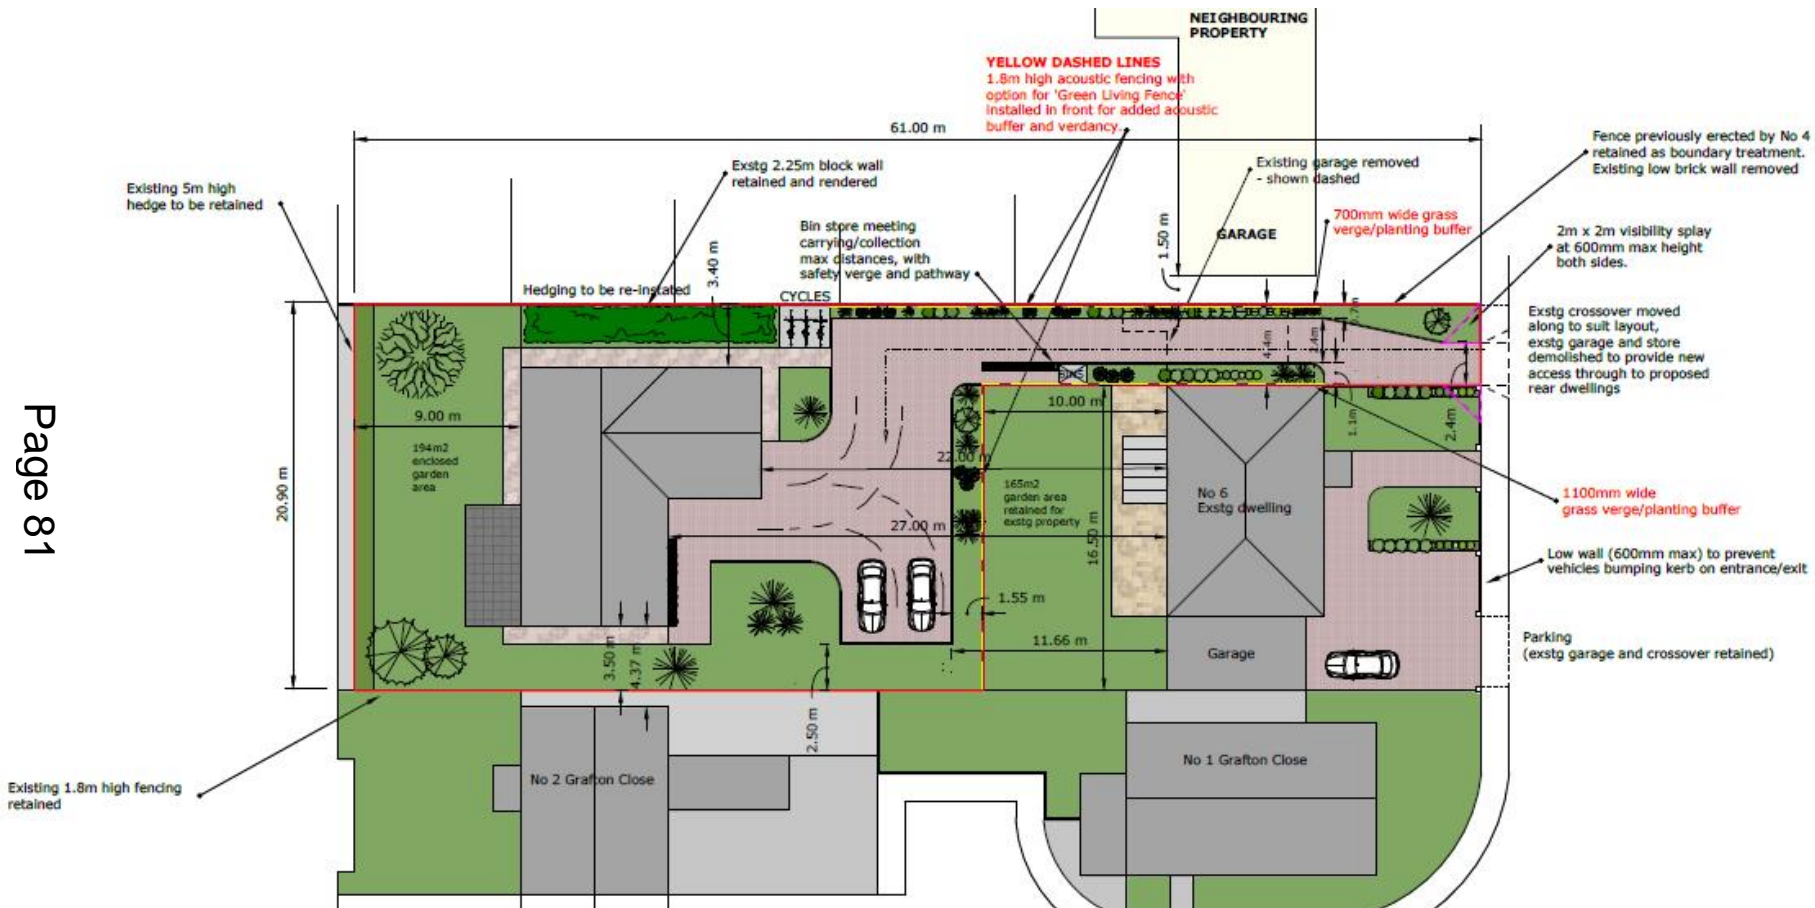 NEIGHBOURING
PROPERTY
YELLOW DASHED LINES
1.8m high acoustic fencing with
option for 'Green Living Fence'
installed in front for added acoustic
buffer and verdancy.
61.00 m
Fence previously erected by No 4
retained as boundary treatment.
Existing low brick wall removed
Existing garage removed
- shown dashed
Exstg 2.25m block wall
retained and rendered
Existing 5m high
hedge to be retained
Bin store meeting
carrying/collection
max distances, with
safety verge and pathway
700mm wide grass
verge/planting buffer
GARAGE
1.50 m
2m x 2m visibility splay
at 600mm max height
both sides.
3.40 m
Hedging to be re-instated
CYCLES
Exstg crossover moved
along to suit layout,
exstg garage and store
demolished to provide new
access through to proposed
rear dwellings
4.4m
2.4m
BINS
10.00 m
1.1m
2.4m
9.00 m
194m2
enclosed
garden
area
22.00 m
165m2
garden area
retained for
exstg property
No 6
Exstg dwelling
1100mm wide
grass verge/planting buffer
20.90 m
27.00 m
16.50 m
Low wall (600mm max) to prevent
vehicles bumping kerb on entrance/exit
1.55 m
11.66 m
Garage
Parking
(exstg garage and crossover retained)
3.50 m
4.37 m
2.50 m
No 2 Grafton Close
No 1 Grafton Close
Existing 1.8m high fencing
retained
Page 81